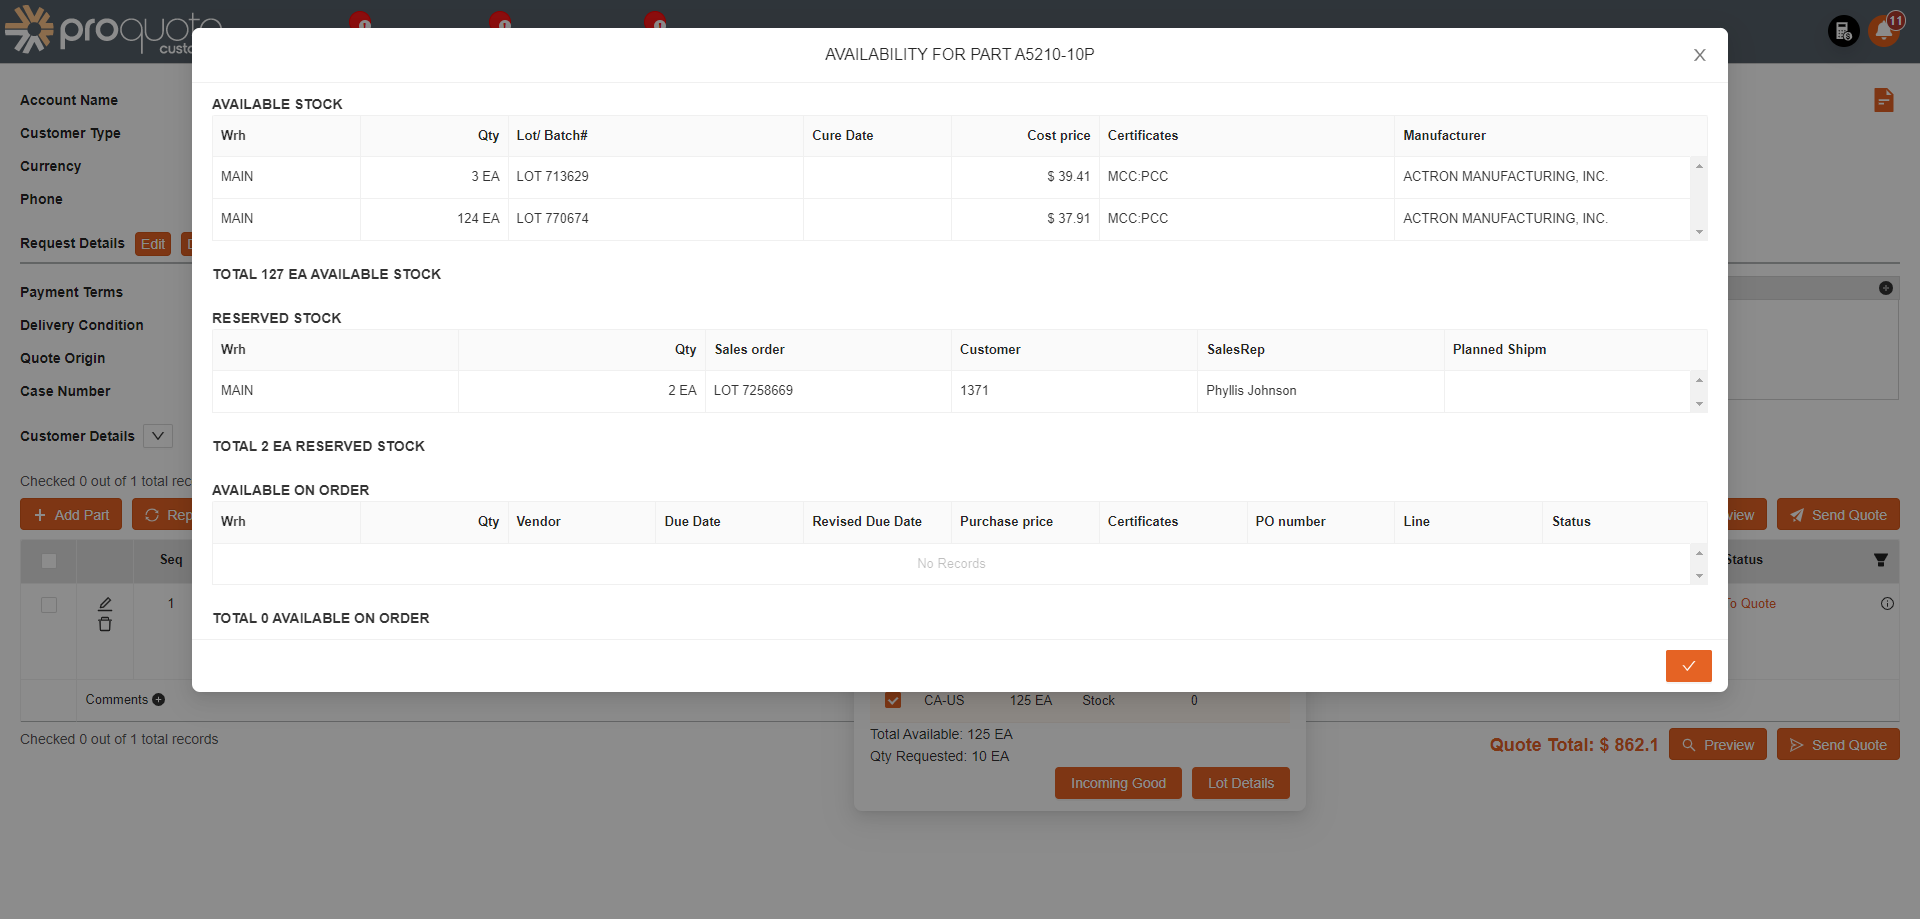 proquote
custo
11
AVAILABILITY FOR PART A5210-10P
X
Account Name
Customer Type
Currency
Phone
Request Details Edit D
Payment Terms
Delivery Condition
Quote Origin
Case Number
Customer Details
Checked 0 out of 1 total rec
Add Part Rep
Seq
1
Comments
Checked 0 out of 1 total records
AVAILABLE STOCK
Wrh Qty Lot/ Batch# Cure Date Cost price Certificates Manufacturer
MAIN 3 EA LOT 713629 $ 39.41 MCC:PCC ACTRON MANUFACTURING, INC.
MAIN 124 EA LOT 770674 $ 37.91 MCC:PCC ACTRON MANUFACTURING, INC.
TOTAL 127 EA AVAILABLE STOCK
RESERVED STOCK
Wrh Qty Sales order Customer SalesRep Planned Shipm
MAIN 2 EA LOT 7258669 1371 Phyllis Johnson
TOTAL 2 EA RESERVED STOCK
AVAILABLE ON ORDER
Wrh Qty Vendor Due Date Revised Due Date Purchase price Certificates PO number Line Status
No Records
TOTAL 0 AVAILABLE ON ORDER
view Send Quote
Status
To Quote
CA-US 125 EA Stock 0
Total Available: 125 EA
Qty Requested: 10 EA
Incoming Good Lot Details
Quote Total: $ 862.1 Preview Send Quote